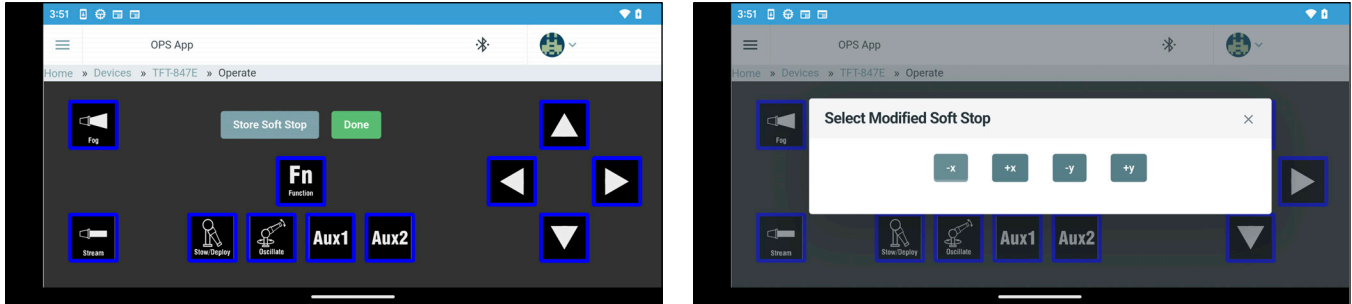 3:51
OPS App
Home » Devices » TFT-847E » Operate
Fog
Store Soft Stop
Done
Fn
Function
Stream
Stow/Deploy
Oscillate
Aux1
Aux2
3:51
OPS App
Home » Devices » TFT-847E » Operate
Select Modified Soft Stop
×
-x
+x
-y
+y
Fog
Stream
Stow/Deploy
Oscillate
Aux1
Aux2